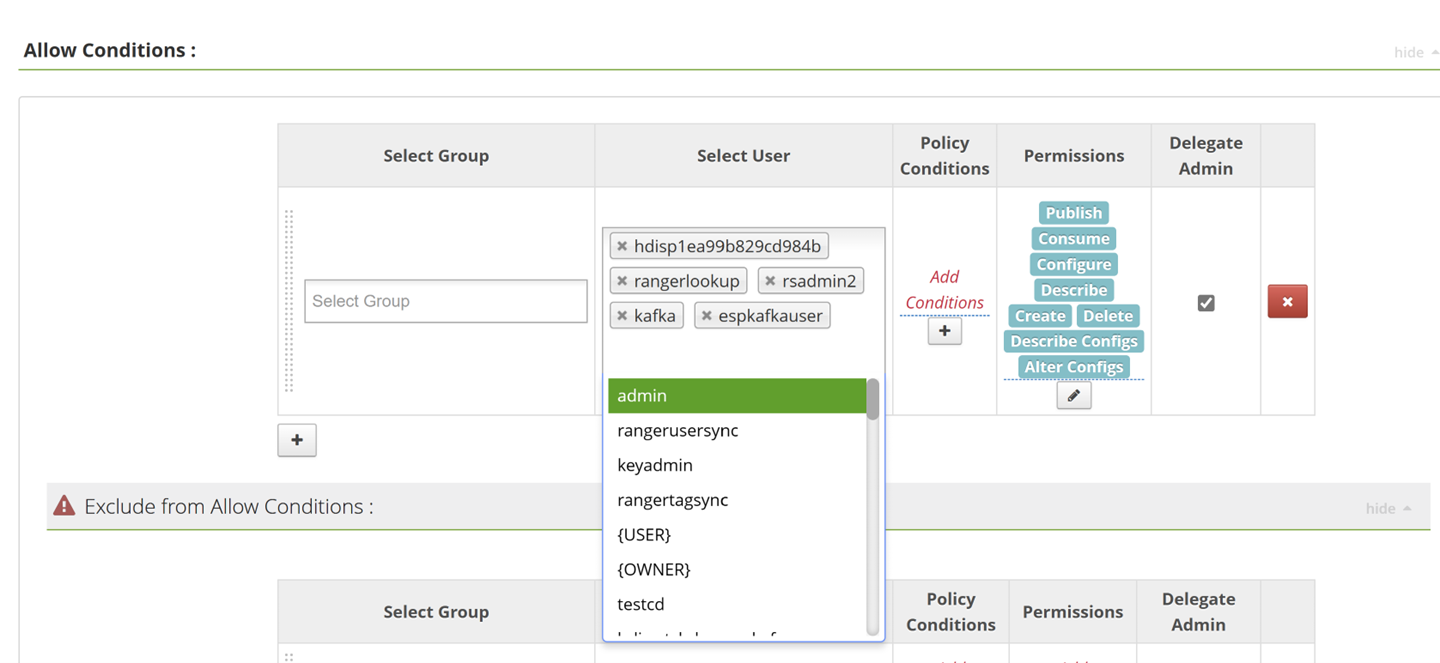 Allow Conditions :
hide
Select Group
Select User
Policy
Conditions
Permissions
Delegate
Admin
Select Group
hdisp1ea99b829cd984b
rangerlookup
rsadmin2
kafka
espkafkauser
Add
Conditions
Publish
Consume
Configure
Describe
Create Delete
Describe Configs
Alter Configs
admin
rangerusersync
keyadmin
rangertagsync
{USER}
{OWNER}
testcd
Exclude from Allow Conditions :
hide
Select Group
Policy
Conditions
Permissions
Delegate
Admin